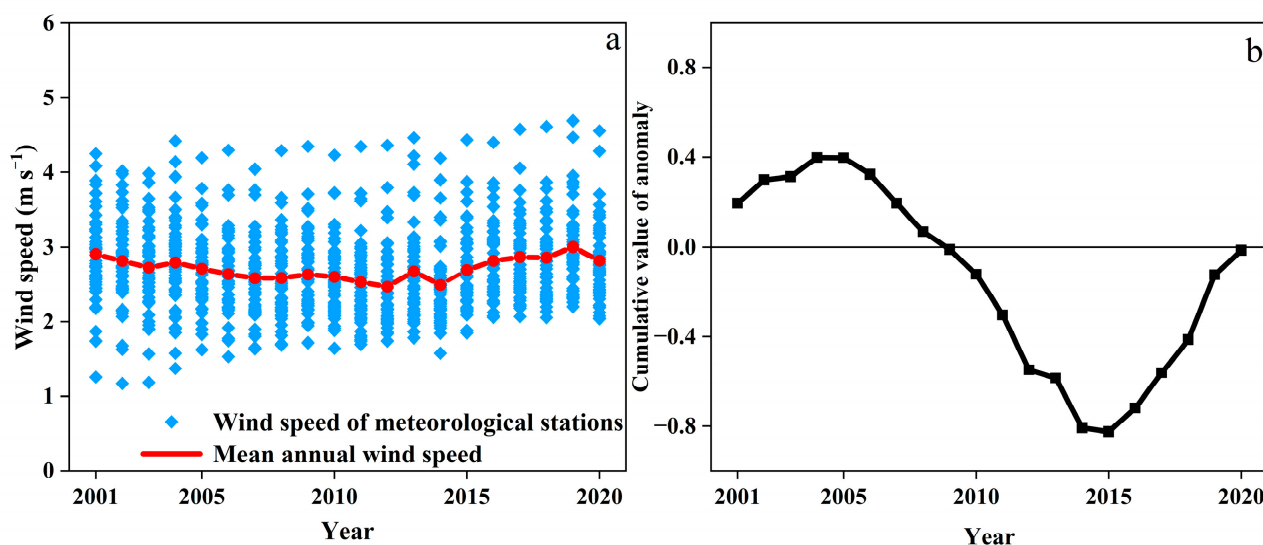 a
6
5
4
3
2
1
0
Wind speed (m s⁻¹)
Wind speed of meteorological stations
Mean annual wind speed
2001 2005 2010 2015 2020
Year
b
0.8
0.4
0.0
−0.4
−0.8
Cumulative value of anomaly
2001 2005 2010 2015 2020
Year